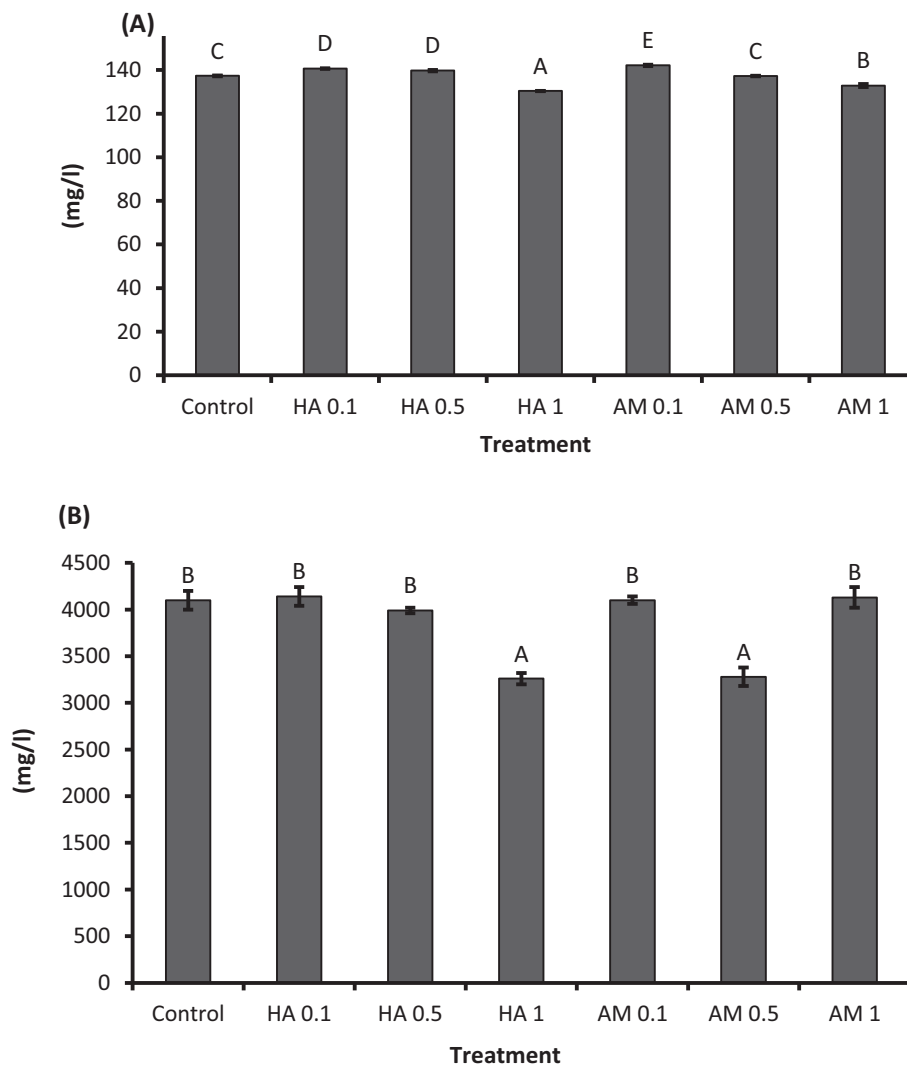 (A)
C D D A E C B
140
120
100
80
60
40
20
0
(mg/l)
Control HA 0.1 HA 0.5 HA 1 AM 0.1 AM 0.5 AM 1
Treatment
(B)
4500
4000
3500
3000
2500
2000
1500
1000
500
0
B B B A B A B
(mg/l)
Control HA 0.1 HA 0.5 HA 1 AM 0.1 AM 0.5 AM 1
Treatment